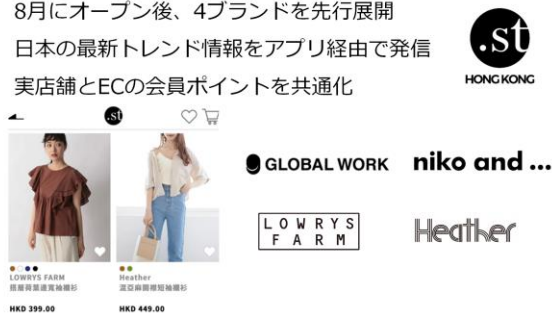 8月にオープン後、4ブランドを先行展開
日本の最新トレンド情報をアプリ経由で発信
実店舗とECの会員ポイントを共通化
.st
HONG KONG
.st
GLOBAL WORK
niko and ...
LOWRYS
FARM
Heather
LOWRYS FARM
HKD 399.00
Heather
HKD 449.00